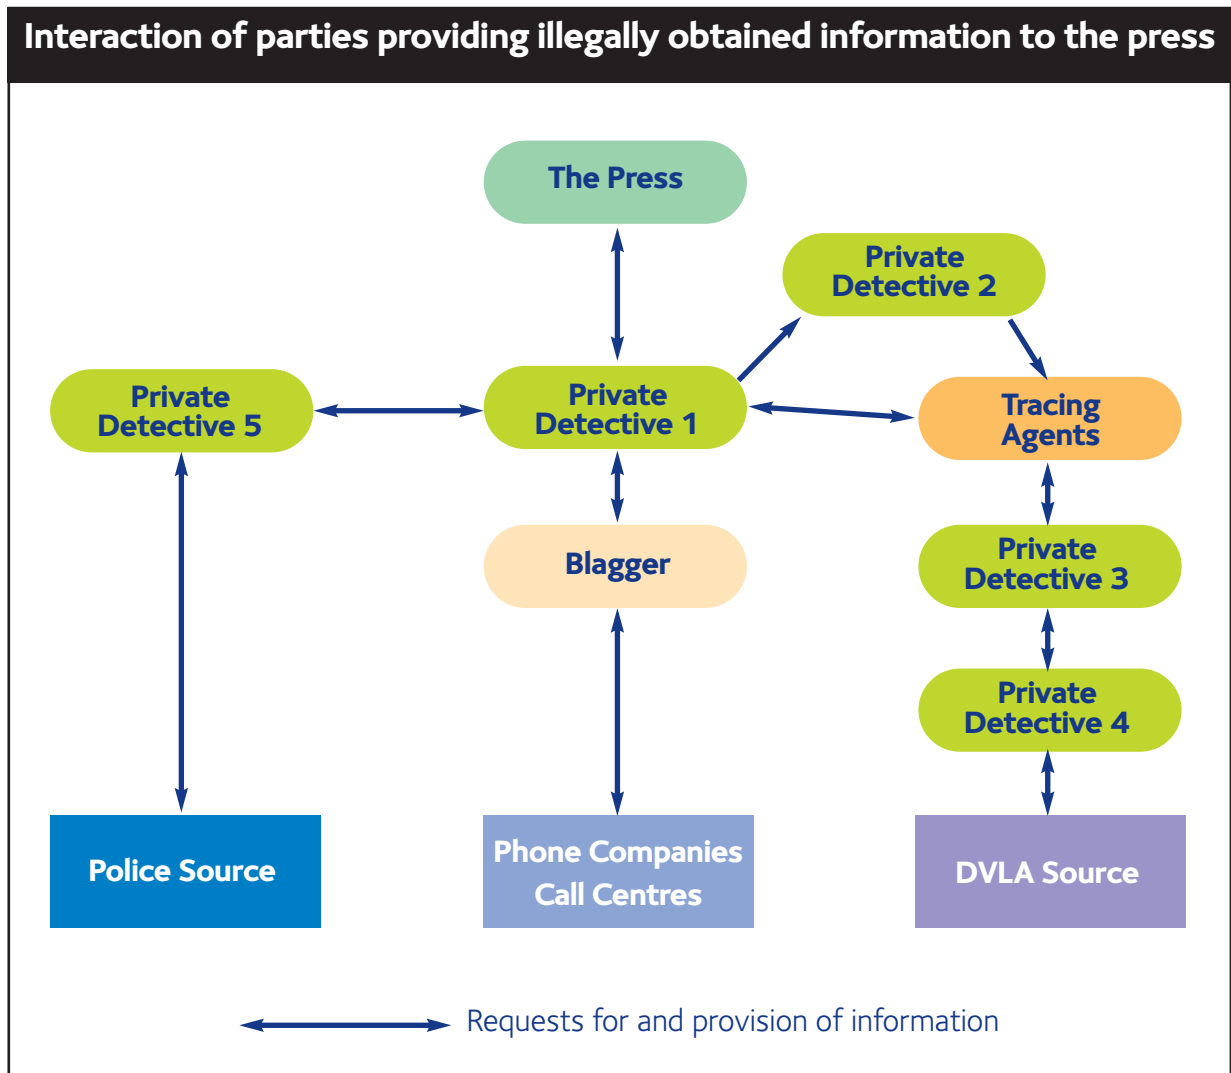 Interaction of parties providing illegally obtained information to the press
The Press
Private
Detective 2
Private
Detective 5
Private
Detective 1
Tracing
Agents
Blagger
Private
Detective 3
Private
Detective 4
Police Source
Phone Companies
Call Centres
DVLA Source
Requests for and provision of information